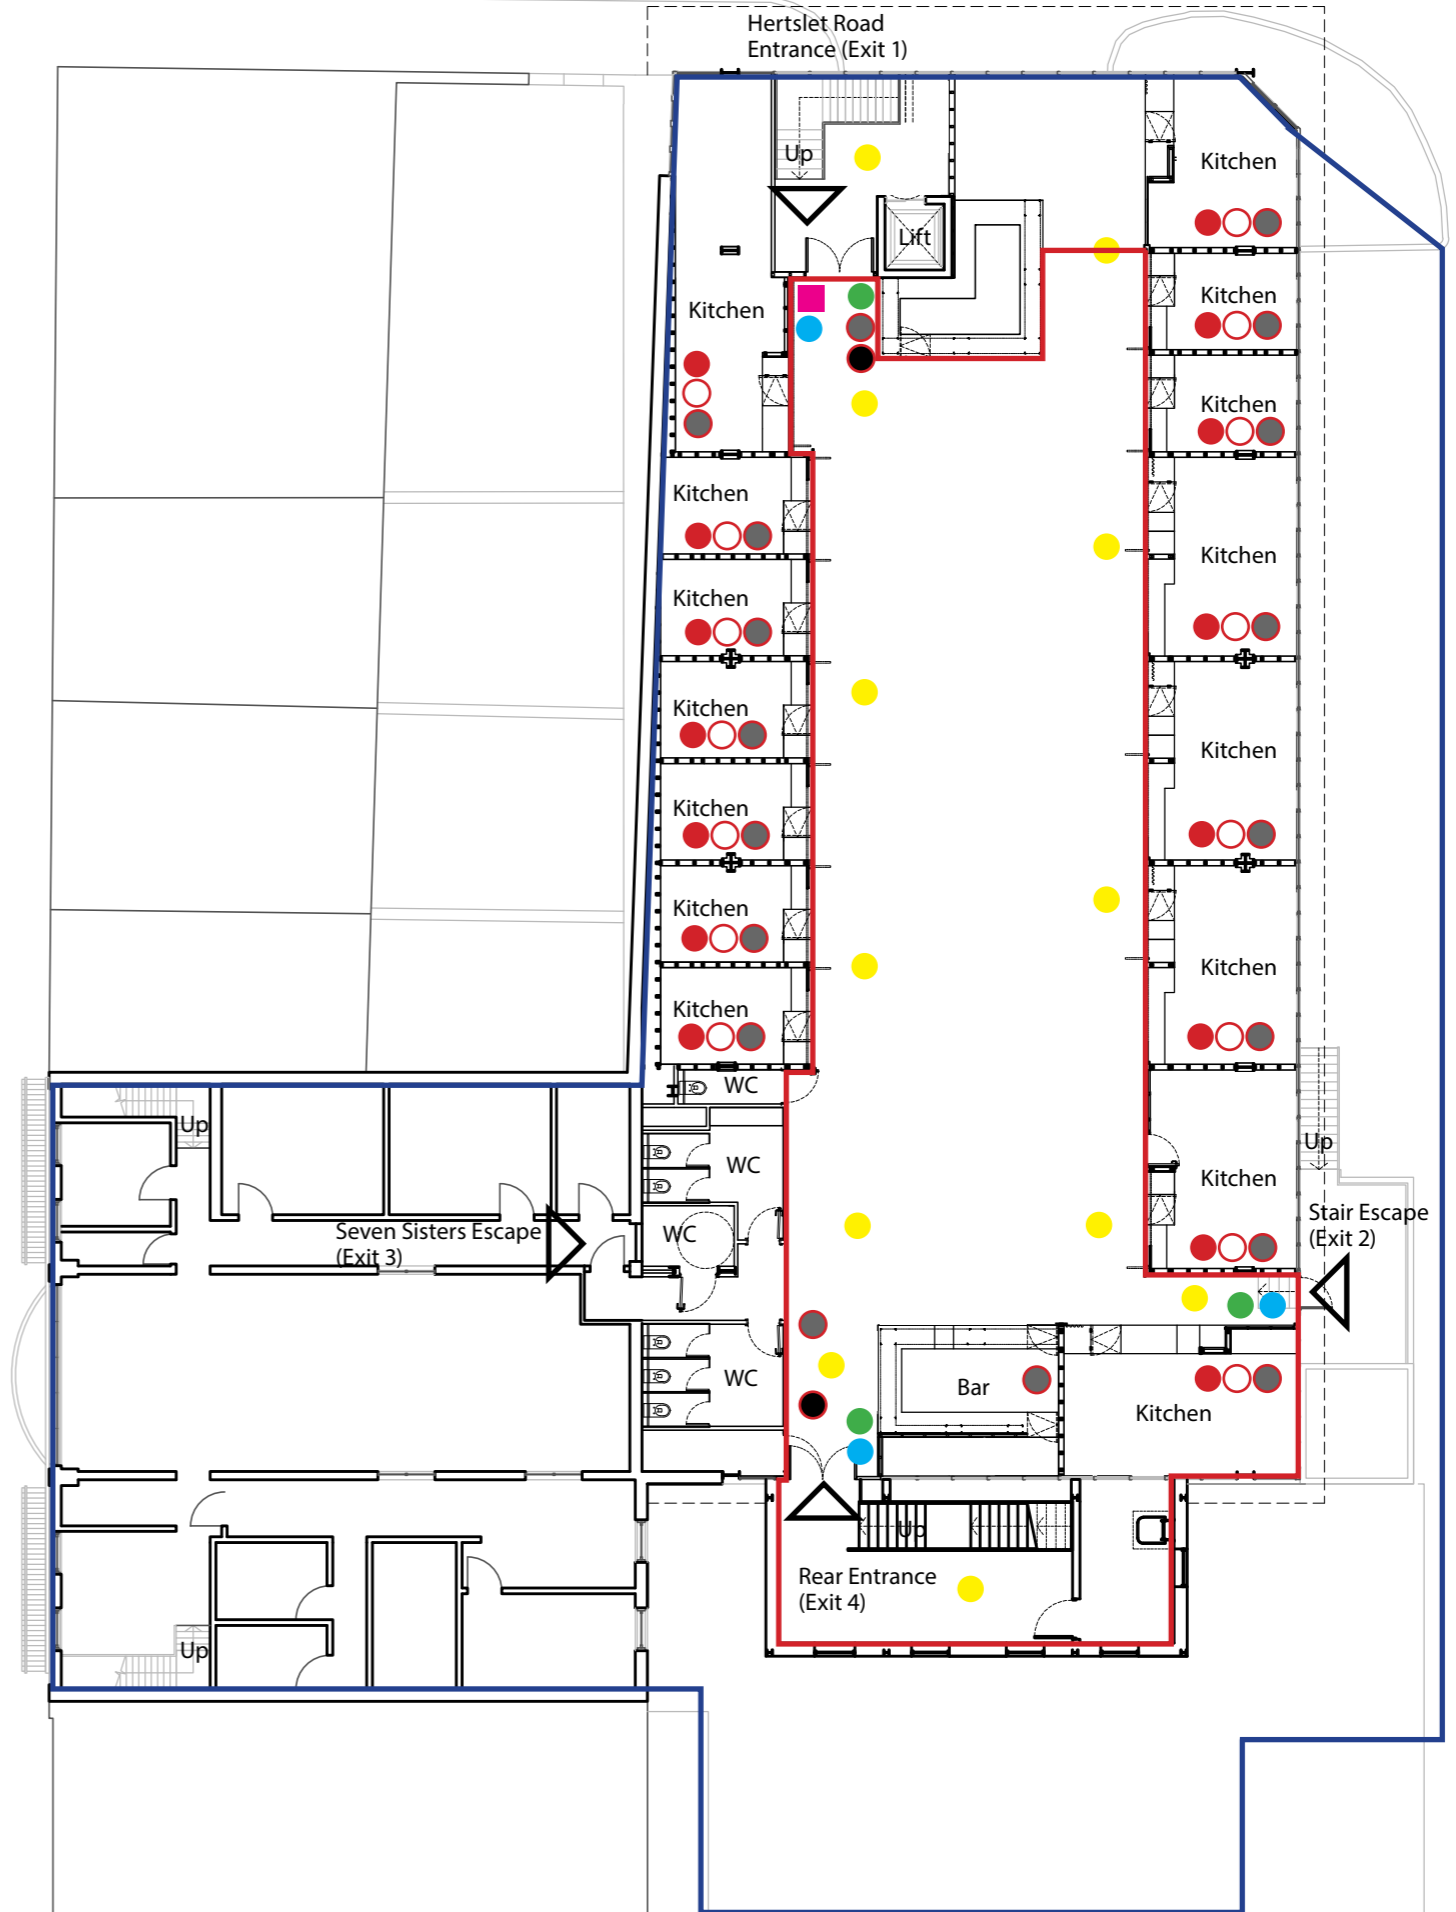 Hertslet Road
Entrance (Exit 1)
Up
Kitchen
Lift
Kitchen
Kitchen
Kitchen
Kitchen
Kitchen
Kitchen
Kitchen
Kitchen
Kitchen
Kitchen
Kitchen
Kitchen
Kitchen
Kitchen
WC
Up
Up
WC
Kitchen
Seven Sisters Escape
(Exit 3)
WC
Stair Escape
(Exit 2)
WC
Bar
Kitchen
Up
Rear Entrance
(Exit 4)
Up